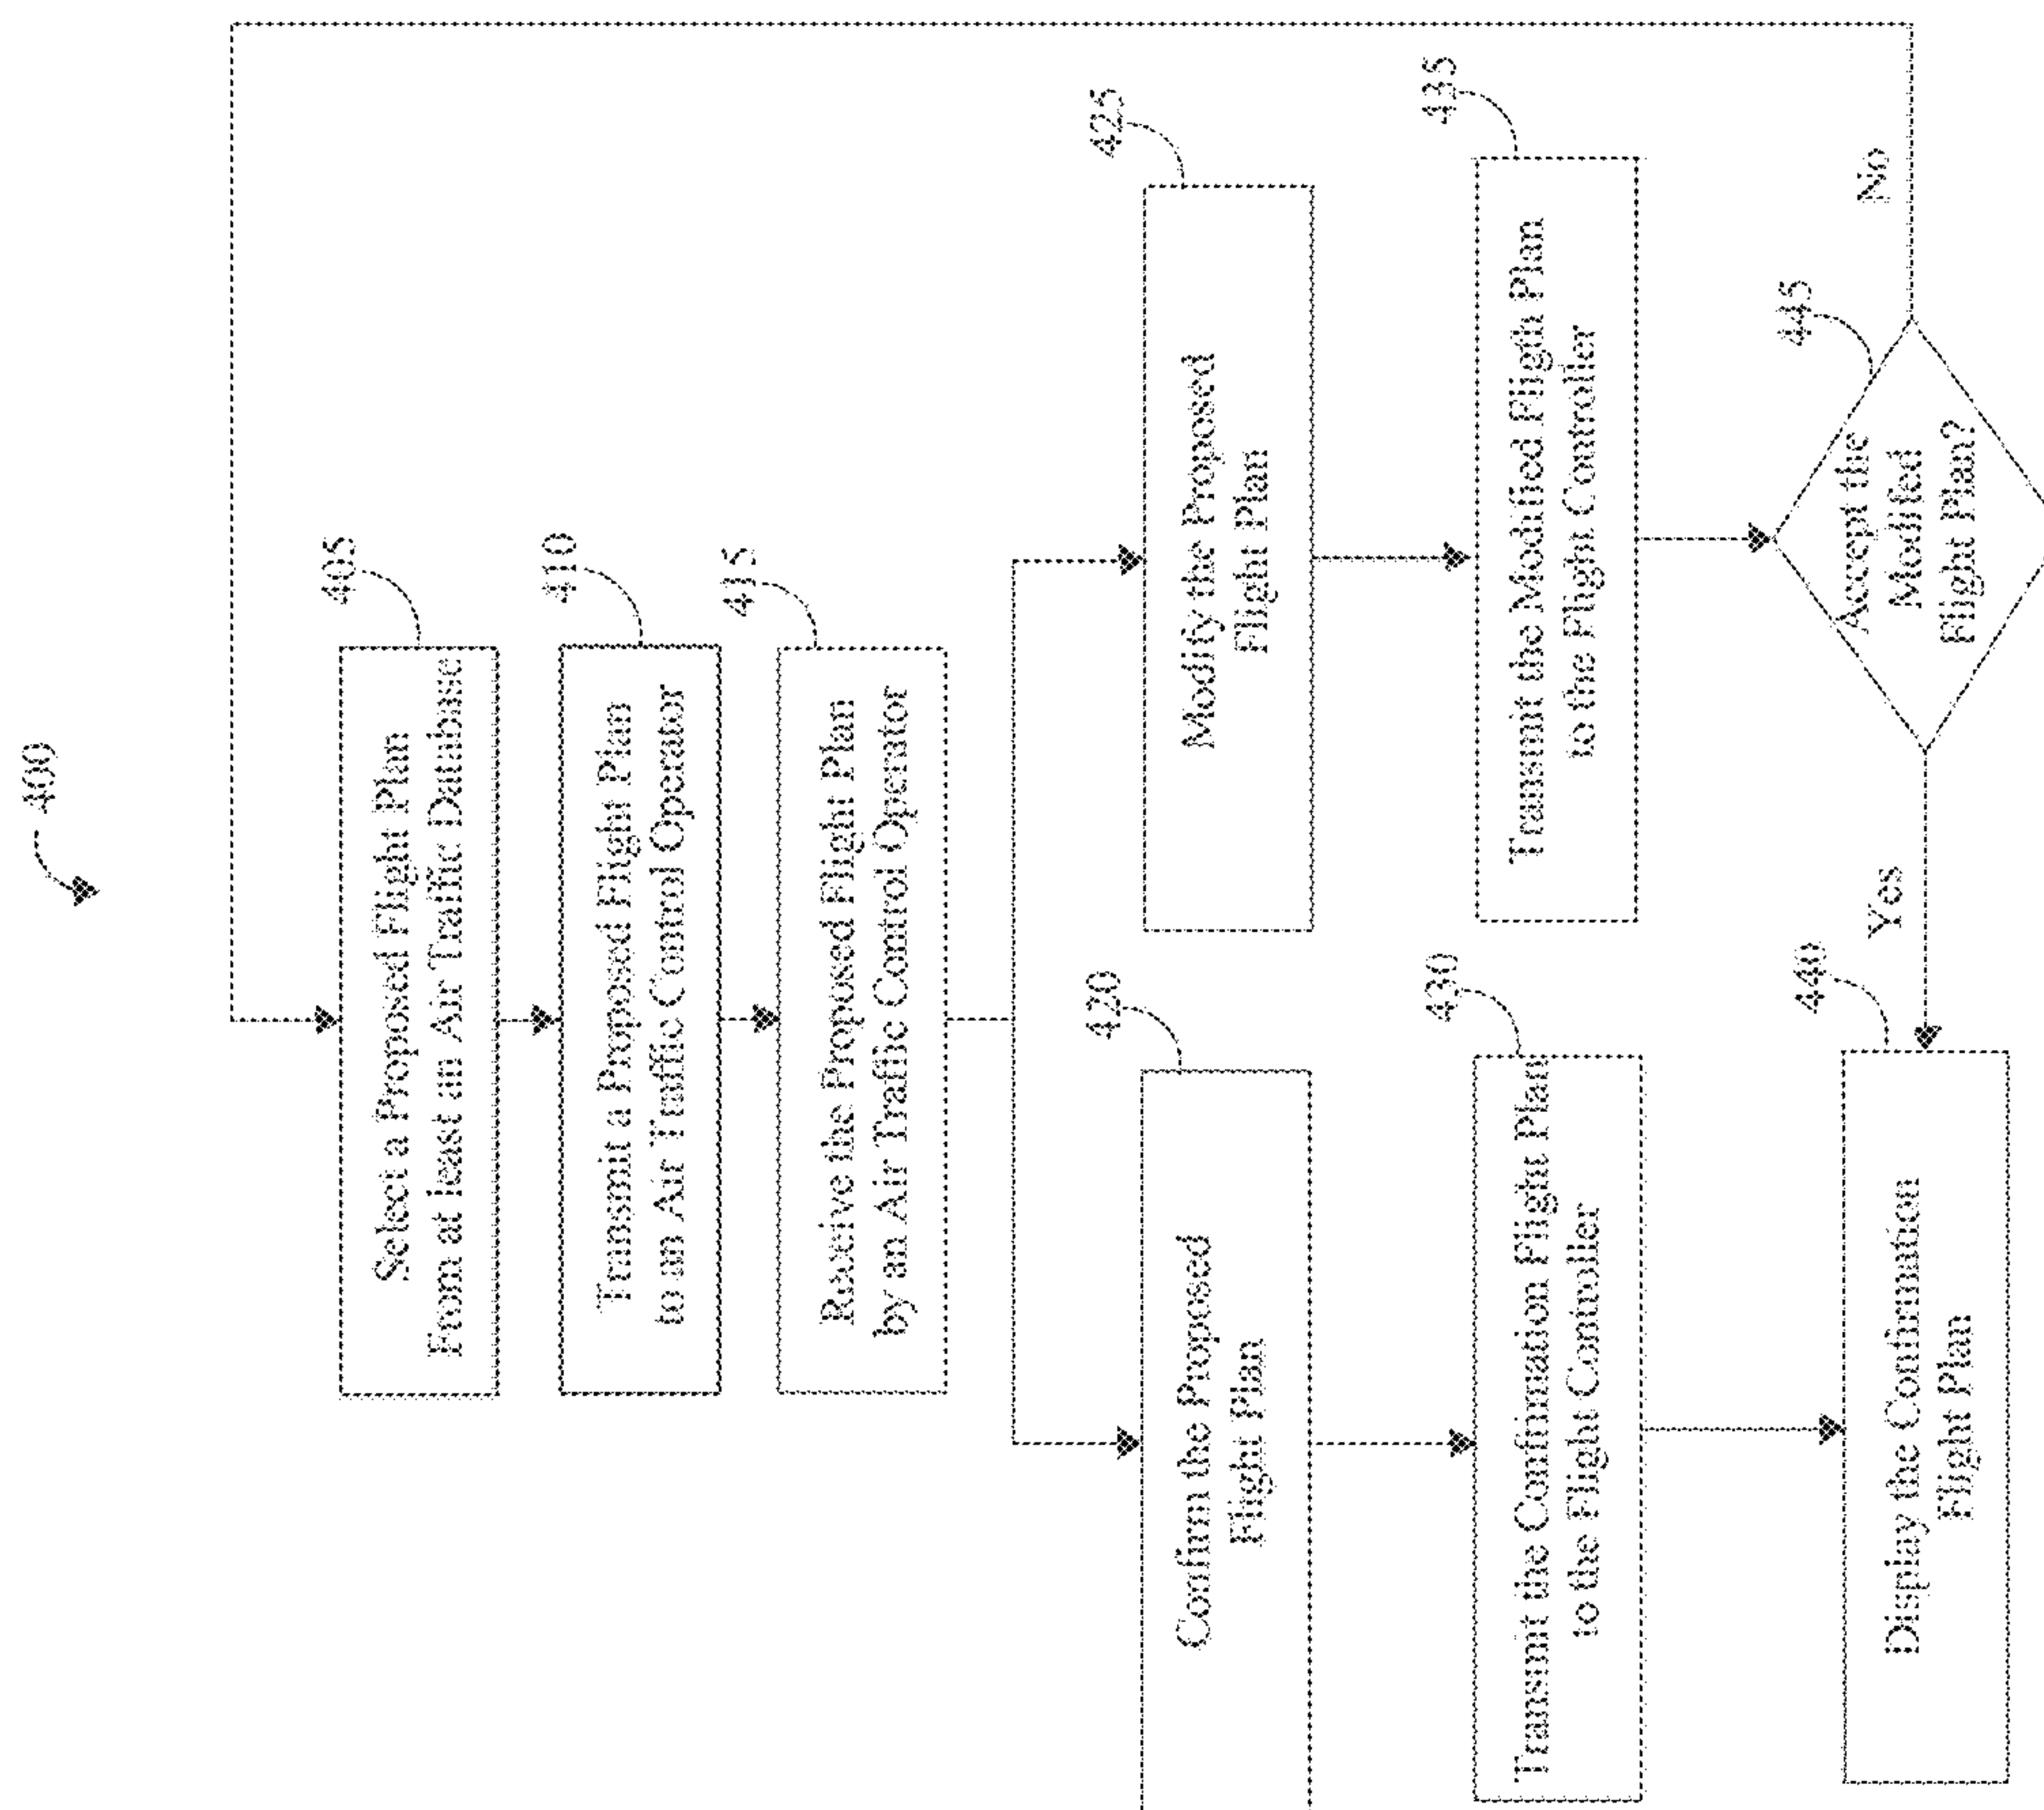 400
405
Select a Proposed Flight Plan
From at least an Air Traffic Database
410
Transmit a Proposed Flight Plan
to an Air Traffic Control Operator
415
Receive the Proposed Flight Plan
by an Air Traffic Control Operator
420
Confirm the Proposed
Flight Plan
425
Modify the Proposed
Flight Plan
430
Transmit the Confirmation Flight Plan
to the Flight Controller
435
Transmit the Modified Fligth Plan
to the Flight Controller
440
Display the Confirmation
Flight Plan
Yes
445
Accept the
Modified
Flight Plan?
No